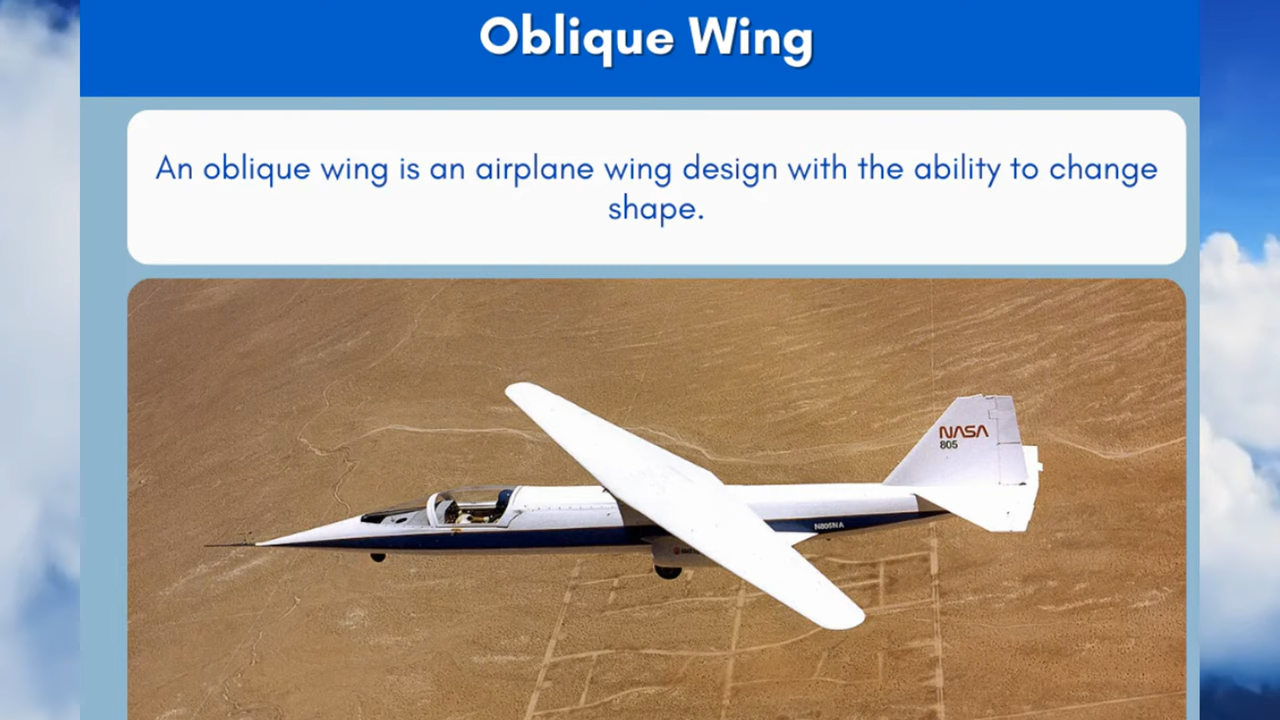 Oblique Wing
An oblique wing is an airplane wing design with the ability to change
shape.
NASA
805
N805NA